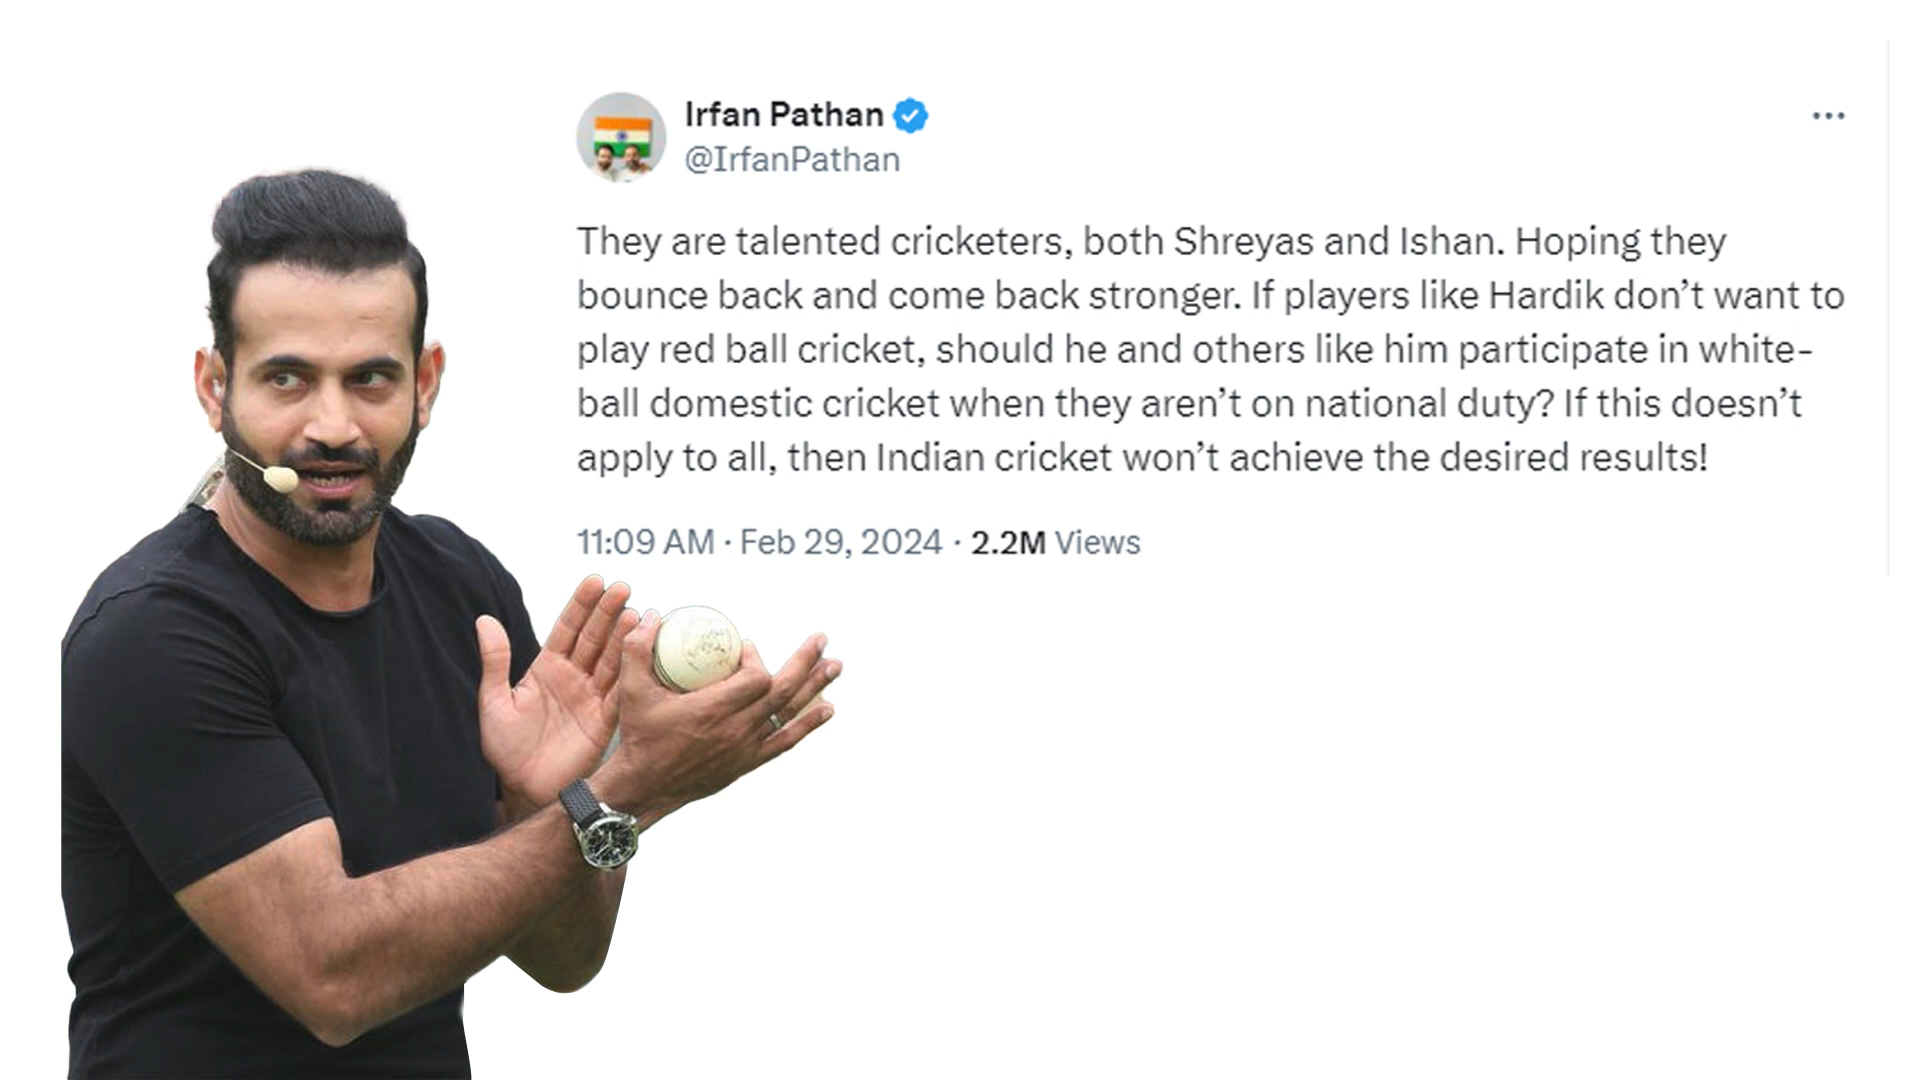 Irfan Pathan
@IrfanPathan
They are talented cricketers, both Shreyas and Ishan. Hoping they
bounce back and come back stronger. If players like Hardik don’t want to
play red ball cricket, should he and others like him participate in white-
ball domestic cricket when they aren’t on national duty? If this doesn’t
apply to all, then Indian cricket won’t achieve the desired results!
11:09 AM · Feb 29, 2024 · 2.2M Views